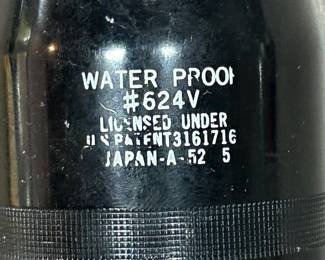 WATER PROOF
#624V
LICENSED UNDER
U.S.PATENT3161716
JAPAN-A-52 5